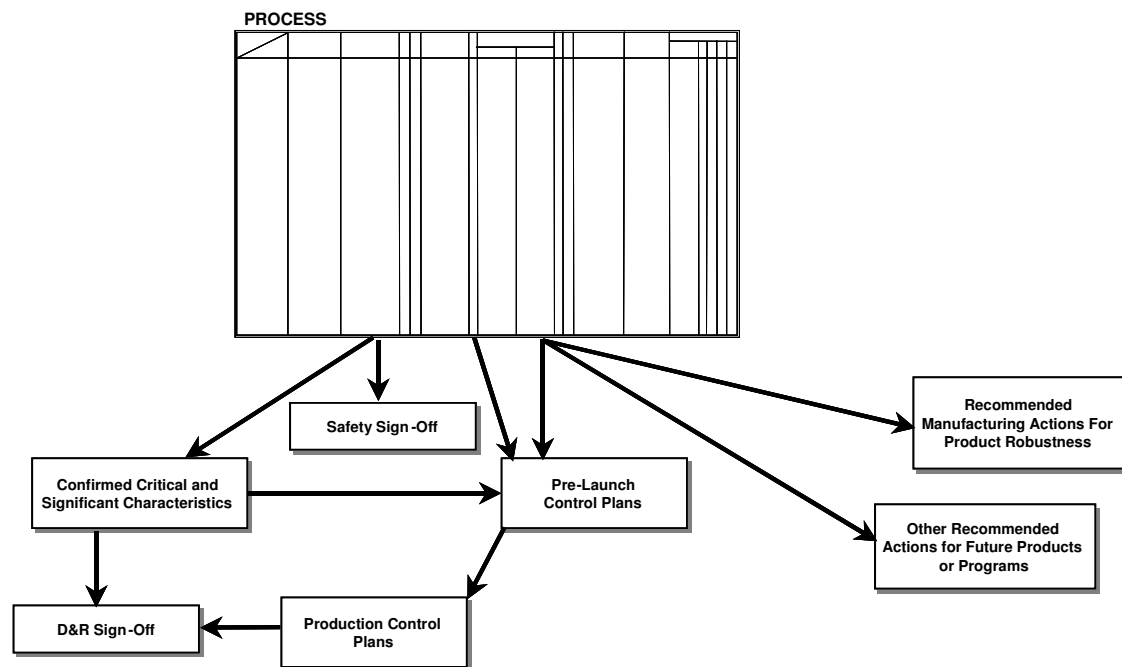 PROCESS
Safety Sign-Off
Recommended
Manufacturing Actions For
Product Robustness
Confirmed Critical and
Significant Characteristics
Pre-Launch
Control Plans
Other Recommended
Actions for Future Products
or Programs
D&R Sign-Off
Production Control
Plans